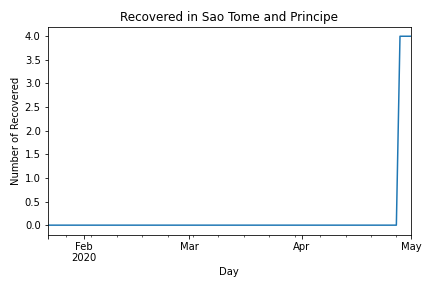 Recovered in Sao Tome and Principe
Number of Recovered
4.0
3.5
3.0
2.5
2.0
1.5
1.0
0.5
0.0
Feb
2020
Mar
Apr
May
Day